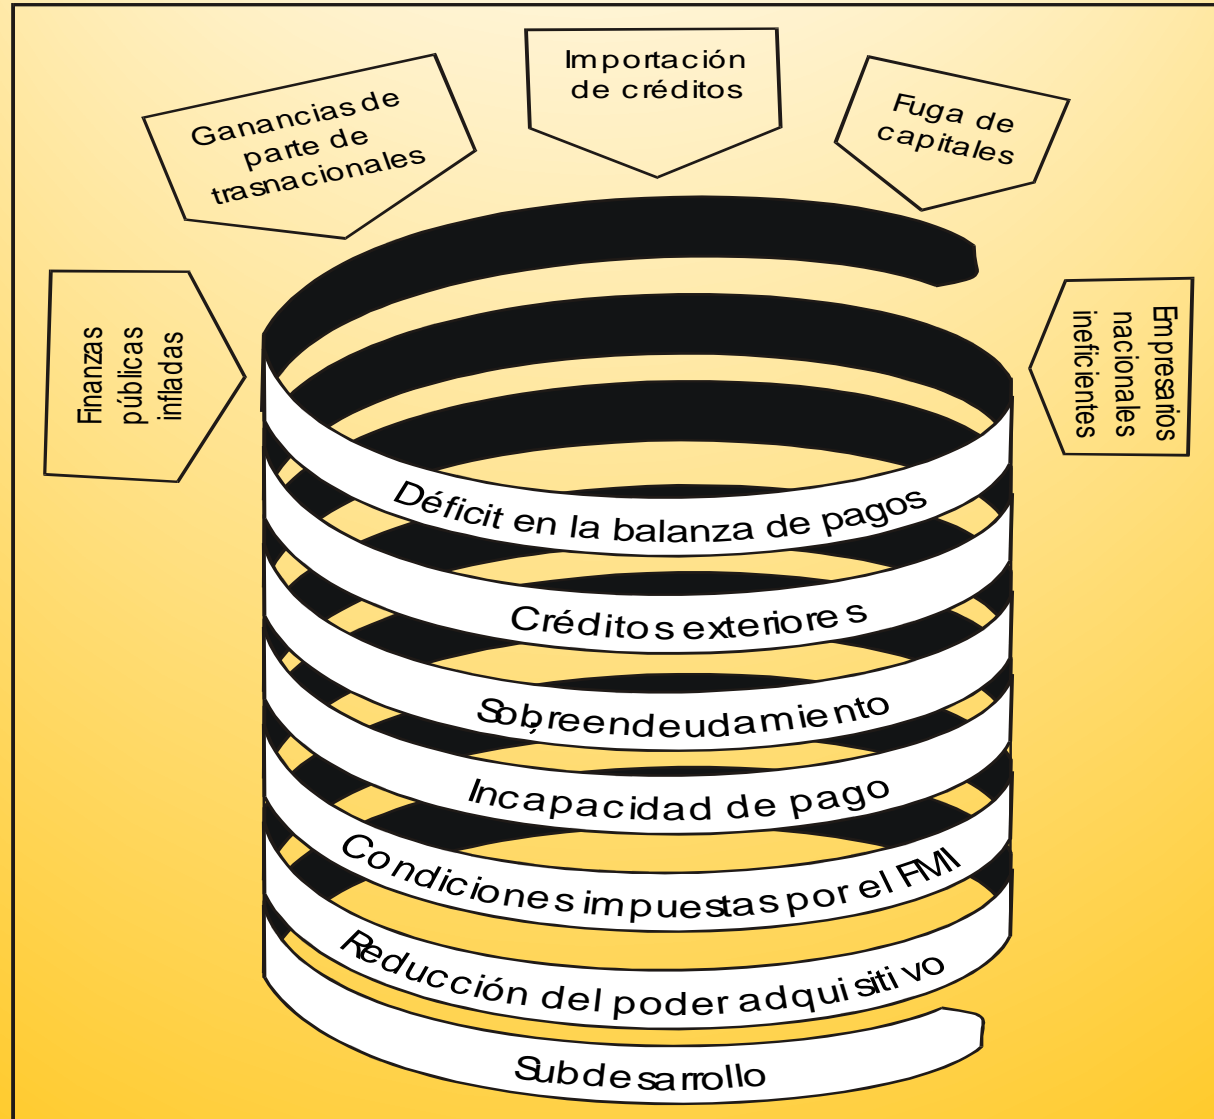 Importación
de créditos
Ganancias de
parte de
trasnacionales
Fuga de
capitales
Finanzas
públicas
infladas
Empresarios
nacionales
ineficientes
Déficit en la balanza de pagos
Créditos exteriores
Sobreendeudamiento
Incapacidad de pago
Condiciones impuestas por el FMI
Reducción del poder adquisitivo
Subdesarrollo